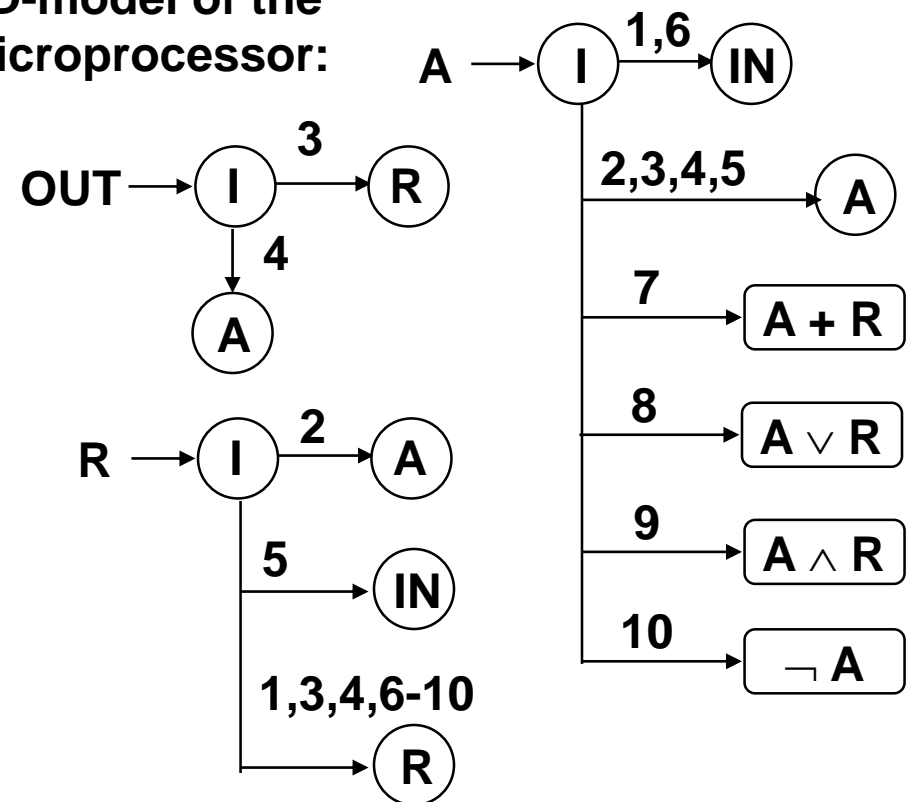 D-model of the
icroprocessor:
OUT I 3 R
4
A
R I 2 A
5
IN
1,3,4,6-10
R
A I 1,6 IN
2,3,4,5
A
7
A + R
8
A ∨ R
9
A ∧ R
10
¬ A